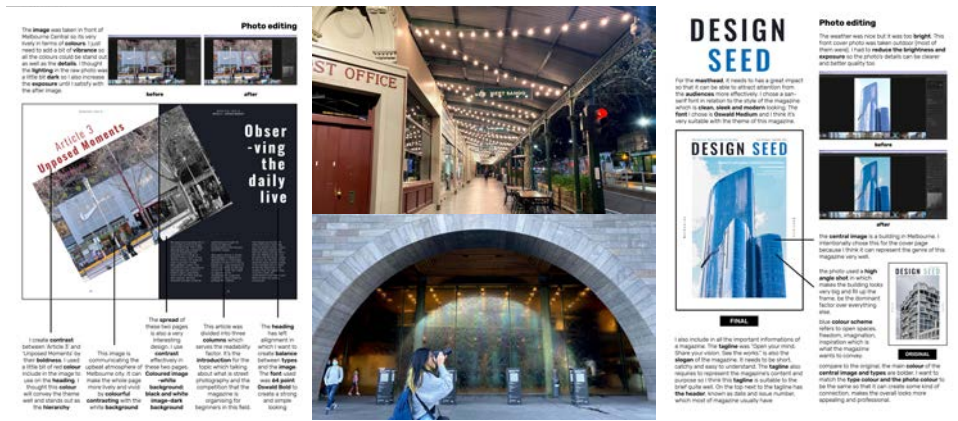 The image was taken in front of
Melbourne Central so its very
lively in terms of colours. I just
need to add a bit of vibrance so
all the colours could be stand out
as well as the details. I thought
the lighting in the raw photo was
a little bit dark so I also increase
the exposure until I satisfy with
the after image.
Photo editing
before
after
Article 3
Unposed Moments
Obser
-ving
the
daily
live
I create contrast
between 'Article 3' and
'Unposed Moments' by
their boldness. I used
a little bit of red colour
include in the image to
use on the heading. I
thought this colour
will convey the theme
well and stands out as
the hierarchy
This image is
communicating the
upbeat atmosphere of
Melbourne city. It can
make the whole page
more lively and vivid
by colourful
contrasting with the
white background
The spread of
these two pages
is also a very
interesting
design. I use
contrast
effectively in
these two pages.
Coloured image
-white
background;
black and white
image-dark
background
This article was
divided into three
columns which
serves the readability
factor. It's the
introduction for the
topic which taking
about what is street
photography and the
competition that the
magazine is
organising for
beginners in this field.
The heading
has left
alignment in
which I want to
create balance
between types
and the image.
The font used
was 64 point
Oswald Bold to
create a strong
and simple
looking
ST OFFICE
DESIGN
SEED
For the masthead, it needs to has a great impact
so that it can be able to attract attention from
the audiences more effectively. I chose a san-
serif font in relation to the style of the magazine
which is clean, sleek and modern looking. The
font I chose is Oswald Medium and I think it's
very suitable with the theme of this magazine.
DESIGN SEED
FINAL
I also include in all the important informations of
a magazine. The tagline was "Open your mind.
Share your vision. See the works." is also the
slogan of the magazine. It needs to be short,
catchy and easy to understand. The tagline also
represents the magazine's content and
purpose so I think this tagline is suitable to the
brief quite well. On the top next to the tagline has
the header, known as date and issue number,
which most of magazine usually have
Photo editing
The weather was nice but it was too bright. This
front cover photo was taken outdoor (most of
them were). I had to reduce the brightness and
exposure so the photo's details can be clearer
and better quality too
before
after
the central image is a building in Melbourne. I
intentionally chose this for the cover page
because I think it can represent the genre of this
magazine very well.
the photo used a high
angle shot in which
makes the building looks
very big and fill up the
frame, be the dominant
factor over everything
else.
blue colour scheme
refers to open spaces,
freedom, imagination,
inspiration which is
what the magazine
wants to convey.
DESIGN SEED
ORIGINAL
compare to the original, the main colour of the
central image and types are bolder. I want to
match the type colour and the photo colour to
be the same so that it can create some kind of
connection, makes the overall looks more
appealing and professional.